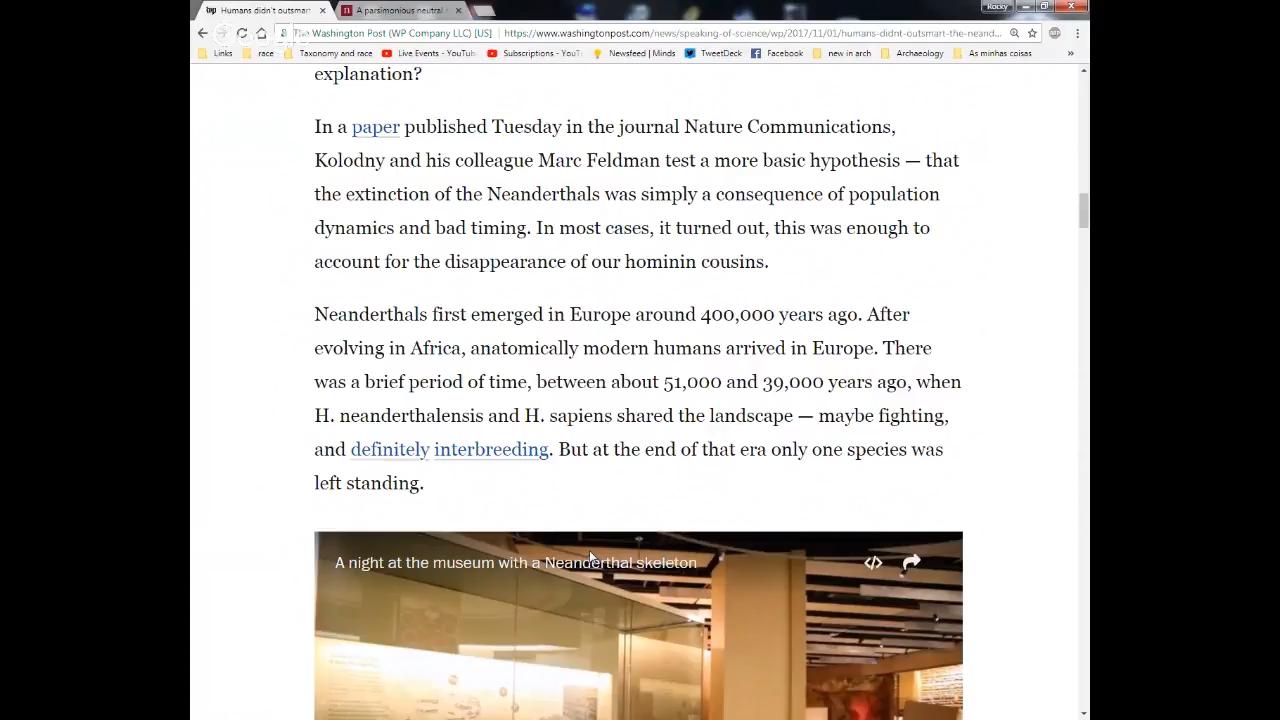 Humans didn't outsmar
A parsimonious neutral
Rocky
The Washington Post (WP Company LLC) [US]
https://www.washingtonpost.com/news/speaking-of-science/wp/2017/11/01/humans-didnt-outsmart-the-neand...
Links
race
Taxonomy and race
Live Events - YouTub
Subscriptions - YouTu
Newsfeed | Minds
TweetDeck
Facebook
new in arch
Archaeology
As minhas coisas
»
explanation?
In a paper published Tuesday in the journal Nature Communications,
Kolodny and his colleague Marc Feldman test a more basic hypothesis — that
the extinction of the Neanderthals was simply a consequence of population
dynamics and bad timing. In most cases, it turned out, this was enough to
account for the disappearance of our hominin cousins.
Neanderthals first emerged in Europe around 400,000 years ago. After
evolving in Africa, anatomically modern humans arrived in Europe. There
was a brief period of time, between about 51,000 and 39,000 years ago, when
H. neanderthalensis and H. sapiens shared the landscape — maybe fighting,
and definitely interbreeding. But at the end of that era only one species was
left standing.
A night at the museum with a Neanderthal skeleton